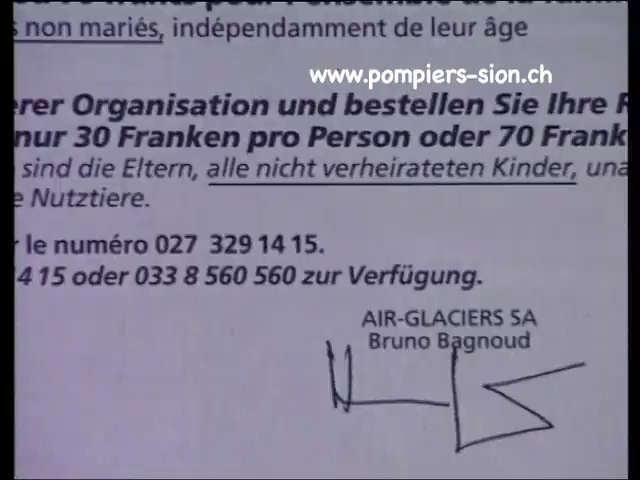 s non mariés, indépendamment de leur âge
www.pompiers-sion.ch
erer Organisation und bestellen Sie Ihre
nur 30 Franken pro Person oder 70 Frank
sind die Eltern, alle nicht verheirateten Kinder, una
e Nutztiere.
le numéro 027 329 14 15.
4 15 oder 033 8 560 560 zur Verfügung.
AIR-GLACIERS SA
Bruno Bagnoud